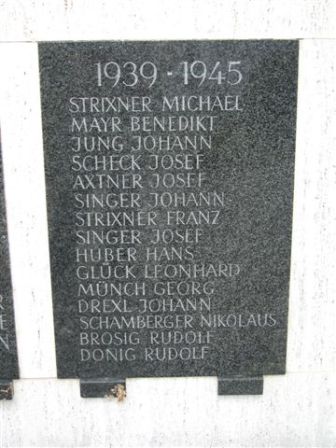 1939 · 1945
STRIXNER MICHAEL
MAYR BENEDIKT
JUNG JOHANN
SCHECK JOSEF
AXTNER JOSEF
SINGER JOHANN
STRIXNER FRANZ
SINGER JOSEF
HUBER HANS
GLÜCK LEONHARD
MÜNCH GEORG
DREXL JOHANN
SCHAMBERGER NIKOLAUS
BROSIG RUDOLF
DONIG RUDOLF